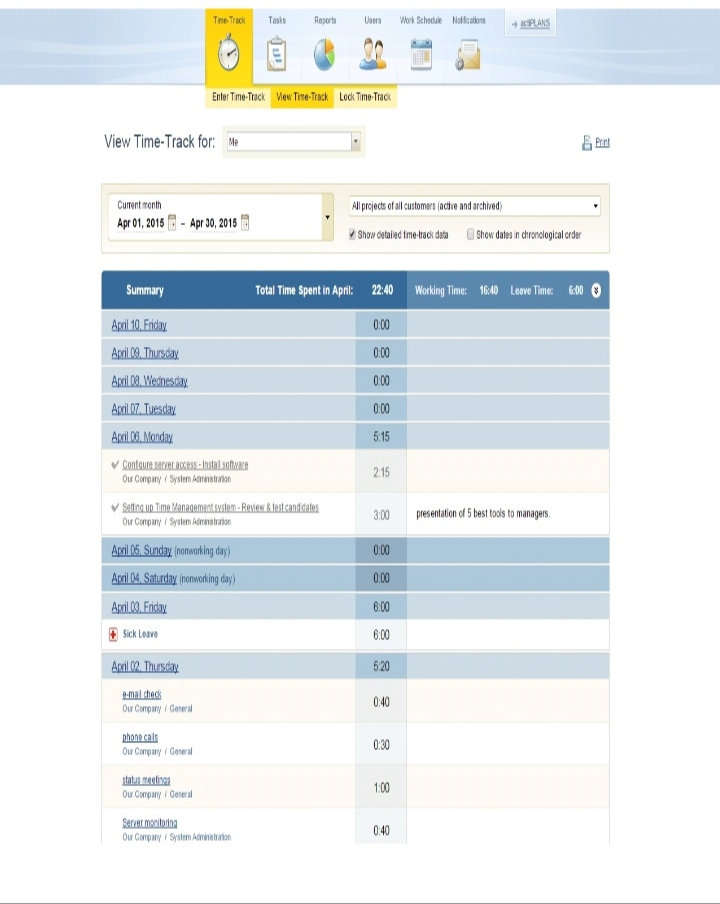 Time-Track Tasks Reports Users Work Schedule Notifications → actiPLANS
Enter Time-Track View Time-Track Lock Time-Track
View Time-Track for: Me Print
Current month
Apr 01, 2015 – Apr 30, 2015
All projects of all customers (active and archived)
Show detailed time-track data Show dates in chronological order
Summary Total Time Spent in April: 22:40 Working Time: 16:40 Leave Time: 6:00
April 10, Friday 0:00
April 09, Thursday 0:00
April 08, Wednesday 0:00
April 07, Tuesday 0:00
April 06, Monday 5:15
Configure server access - Install software 2:15
Our Company / System Administration
Setting up Time Management system - Review & test candidates 3:00 presentation of 5 best tools to managers.
Our Company / System Administration
April 05, Sunday (nonworking day) 0:00
April 04, Saturday (nonworking day) 0:00
April 03, Friday 6:00
Sick Leave 6:00
April 02, Thursday 5:20
e-mail check 0:40
Our Company / General
phone calls 0:30
Our Company / General
status meetings 1:00
Our Company / General
Server monitoring 0:40
Our Company / System Administration